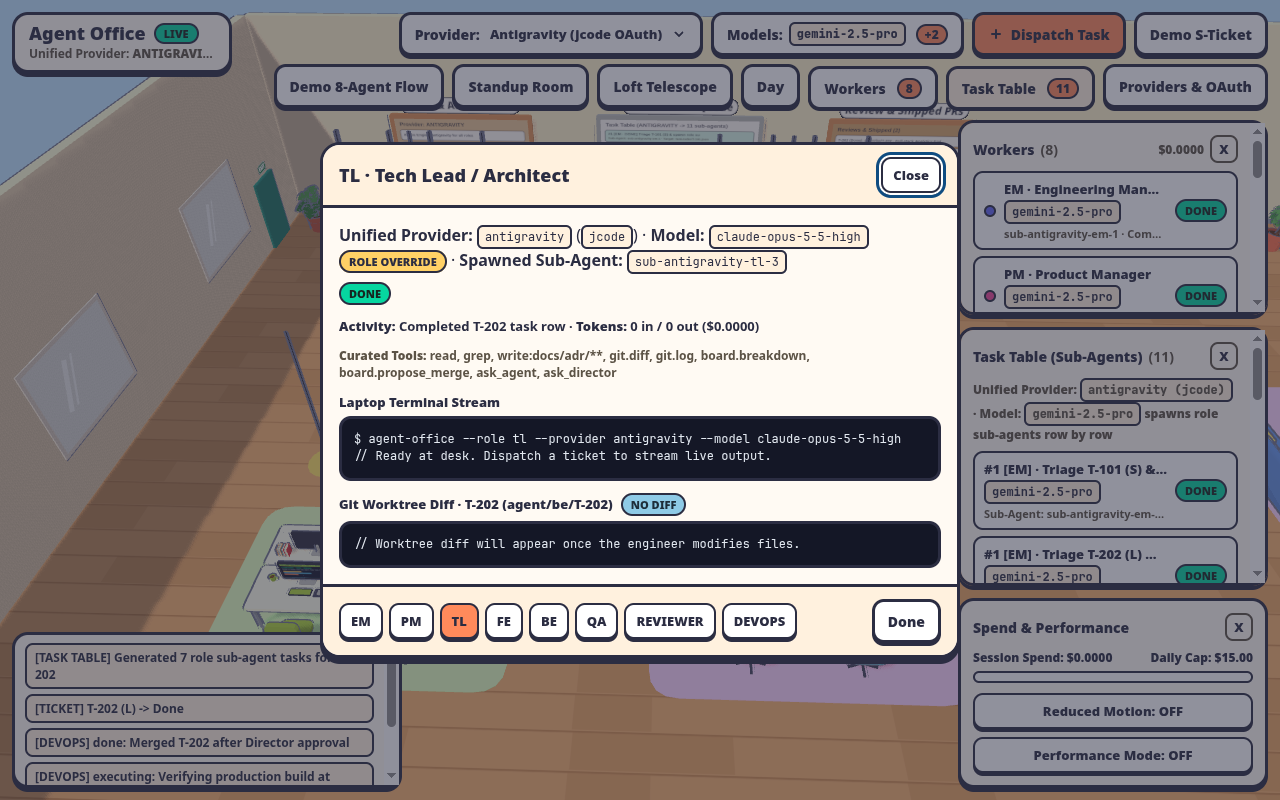 Agent Office LIVE
Unified Provider: ANTIGRAVI...
Provider: Antigravity (jcode OAuth)
Models: gemini-2.5-pro +2
+ Dispatch Task
Demo S-Ticket
Demo 8-Agent Flow
Standup Room
Loft Telescope
Day
Workers 8
Task Table 11
Providers & OAuth
Provider: ANTIGRAVITY
Task Table (ANTIGRAVITY -> 11 sub-agents)
Review & Shipped PRs
TL · Tech Lead / Architect
Close
Unified Provider: antigravity (jcode) · Model: claude-opus-5-5-high
ROLE OVERRIDE · Spawned Sub-Agent: sub-antigravity-tl-3
DONE
Activity: Completed T-202 task row · Tokens: 0 in / 0 out ($0.0000)
Curated Tools: read, grep, write:docs/adr/**, git.diff, git.log, board.breakdown,
board.propose_merge, ask_agent, ask_director
Laptop Terminal Stream
$ agent-office --role tl --provider antigravity --model claude-opus-5-5-high
// Ready at desk. Dispatch a ticket to stream live output.
Git Worktree Diff · T-202 (agent/be/T-202) NO DIFF
// Worktree diff will appear once the engineer modifies files.
EM
PM
TL
FE
BE
QA
REVIEWER
DEVOPS
Done
Workers (8)
$0.0000 X
EM · Engineering Man...
gemini-2.5-pro
DONE
sub-antigravity-em-1 · Com...
PM · Product Manager
gemini-2.5-pro
DONE
Task Table (Sub-Agents) (11)
X
Unified Provider: antigravity (jcode)
· Model: gemini-2.5-pro spawns role
sub-agents row by row
#1 [EM] · Triage T-101 (S) &...
gemini-2.5-pro
DONE
Sub-Agent: sub-antigravity-em-...
#1 [EM] · Triage T-202 (L) ...
gemini-2.5-pro
DONE
Spend & Performance
X
Session Spend: $0.0000
Daily Cap: $15.00
Reduced Motion: OFF
Performance Mode: OFF
[TASK TABLE] Generated 7 role sub-agent tasks fo
202
[TICKET] T-202 (L) -> Done
[DEVOPS] done: Merged T-202 after Director approval
[DEVOPS] executing: Verifying production build at